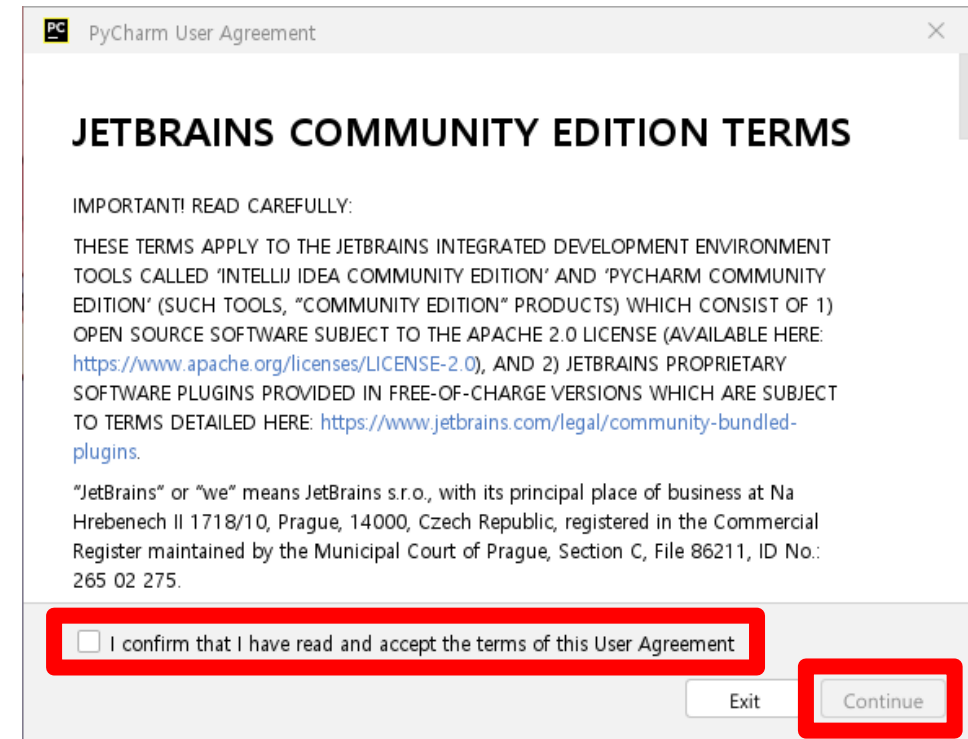 PC PyCharm User Agreement
JETBRAINS COMMUNITY EDITION TERMS
IMPORTANT! READ CAREFULLY:
THESE TERMS APPLY TO THE JETBRAINS INTEGRATED DEVELOPMENT ENVIRONMENT
TOOLS CALLED 'INTELLIJ IDEA COMMUNITY EDITION' AND 'PYCHARM COMMUNITY
EDITION' (SUCH TOOLS, "COMMUNITY EDITION" PRODUCTS) WHICH CONSIST OF 1)
OPEN SOURCE SOFTWARE SUBJECT TO THE APACHE 2.0 LICENSE (AVAILABLE HERE:
https://www.apache.org/licenses/LICENSE-2.0), AND 2) JETBRAINS PROPRIETARY
SOFTWARE PLUGINS PROVIDED IN FREE-OF-CHARGE VERSIONS WHICH ARE SUBJECT
TO TERMS DETAILED HERE: https://www.jetbrains.com/legal/community-bundled-
plugins.
"JetBrains" or "we" means JetBrains s.r.o., with its principal place of business at Na
Hrebenech II 1718/10, Prague, 14000, Czech Republic, registered in the Commercial
Register maintained by the Municipal Court of Prague, Section C, File 86211, ID No.:
265 02 275.
I confirm that I have read and accept the terms of this User Agreement
Exit Continue